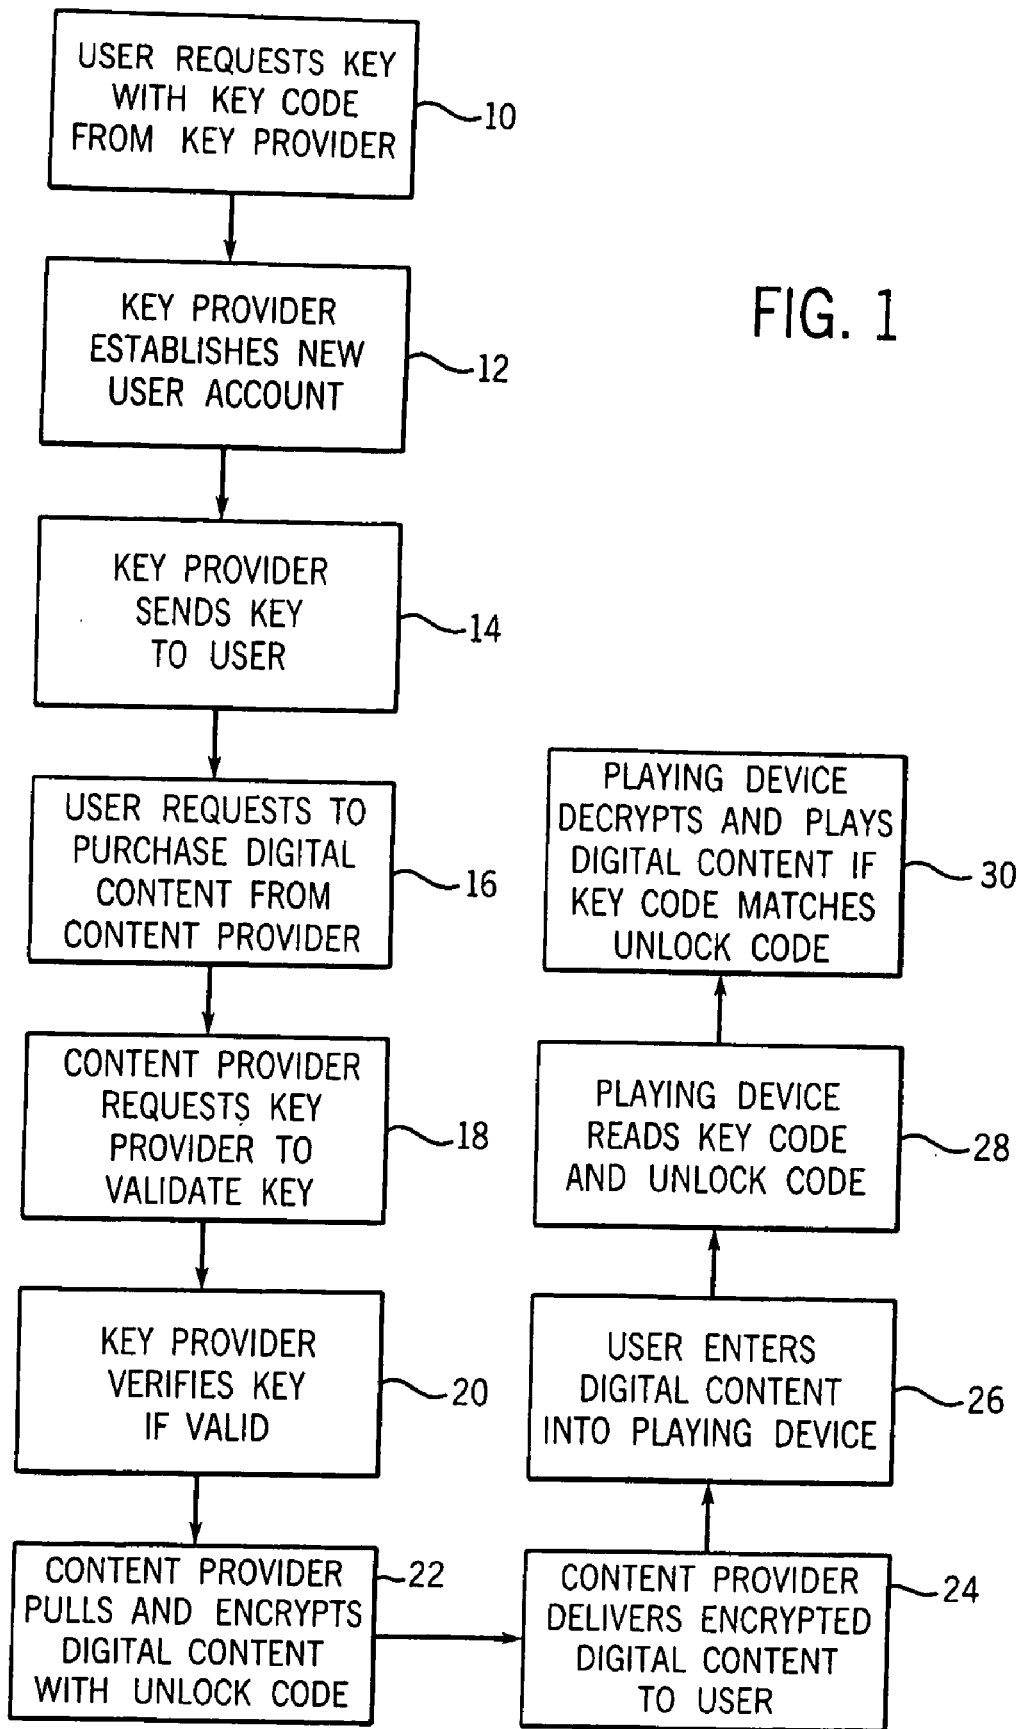 USER REQUESTS KEY
WITH KEY CODE
FROM KEY PROVIDER
10
KEY PROVIDER
ESTABLISHES NEW
USER ACCOUNT
12
FIG. 1
KEY PROVIDER
SENDS KEY
TO USER
14
USER REQUESTS TO
PURCHASE DIGITAL
CONTENT FROM
CONTENT PROVIDER
16
CONTENT PROVIDER
REQUESTS KEY
PROVIDER TO
VALIDATE KEY
18
KEY PROVIDER
VERIFIES KEY
IF VALID
20
CONTENT PROVIDER
PULLS AND ENCRYPTS
DIGITAL CONTENT
WITH UNLOCK CODE
22
CONTENT PROVIDER
DELIVERS ENCRYPTED
DIGITAL CONTENT
TO USER
24
USER ENTERS
DIGITAL CONTENT
INTO PLAYING DEVICE
26
PLAYING DEVICE
READS KEY CODE
AND UNLOCK CODE
28
PLAYING DEVICE
DECRYPTS AND PLAYS
DIGITAL CONTENT IF
KEY CODE MATCHES
UNLOCK CODE
30